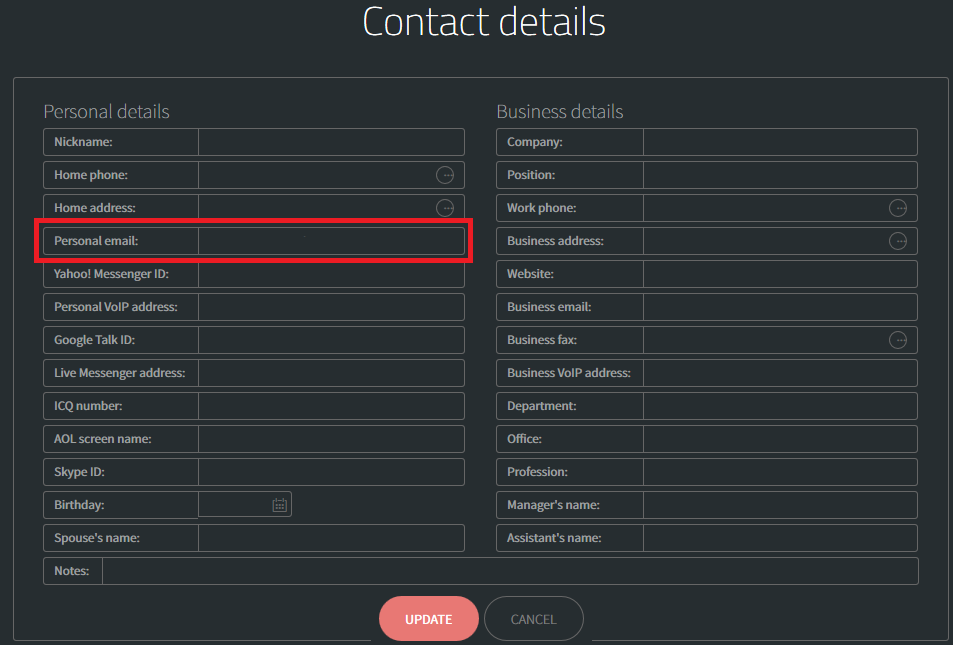 Contact details
Personal details
Nickname:
Home phone:
Home address:
Personal email:
Yahoo! Messenger ID:
Personal VoIP address:
Google Talk ID:
Live Messenger address:
ICQ number:
AOL screen name:
Skype ID:
Birthday:
Spouse's name:
Business details
Company:
Position:
Work phone:
Business address:
Website:
Business email:
Business fax:
Business VoIP address:
Department:
Office:
Profession:
Manager's name:
Assistant's name:
Notes:
UPDATE
CANCEL